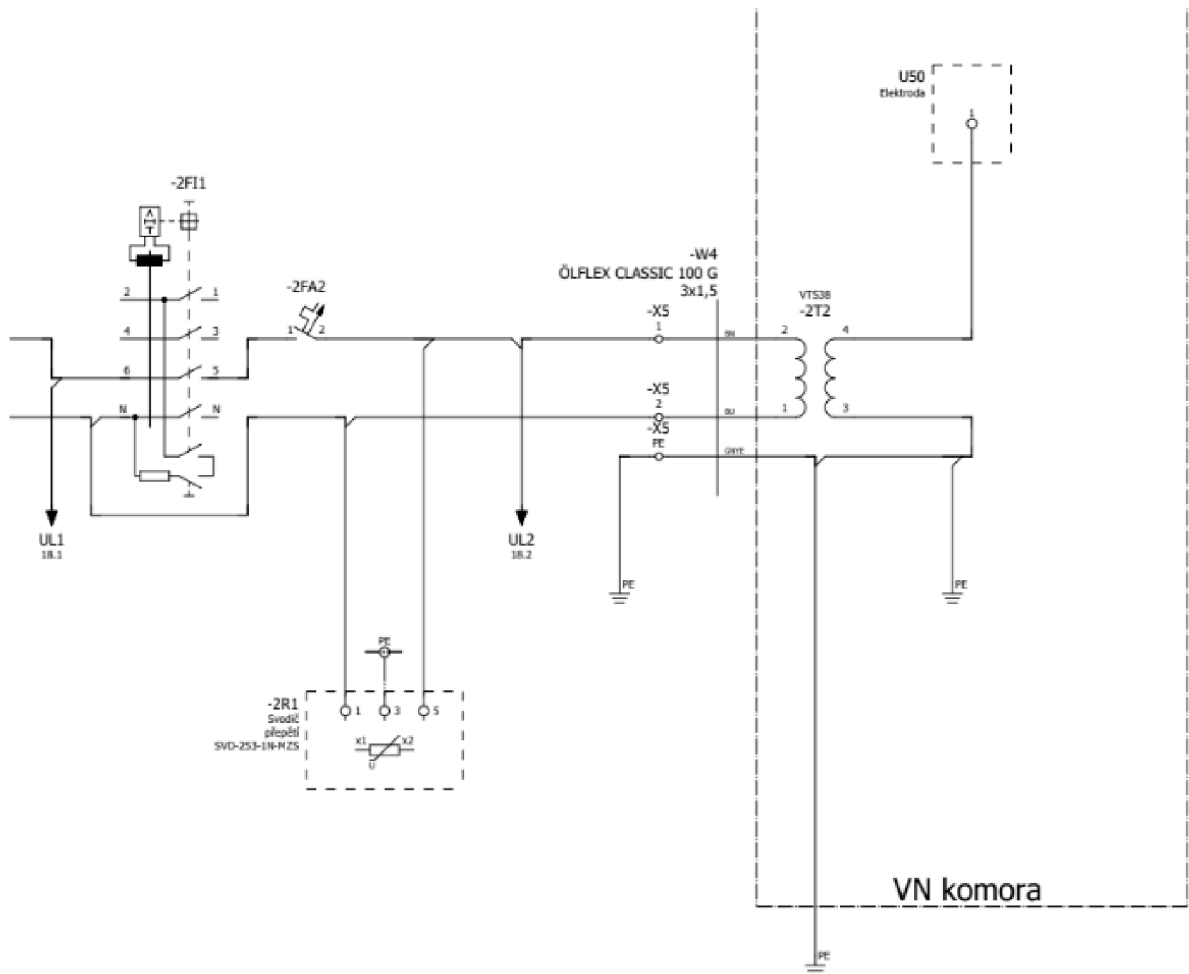 U50
Elektroda
1
-2FI1
-W4
ÖLFLEX CLASSIC 100 G
3x1,5
-2FA2
VTS38
-2T2
2
1
-X5
1
4
3
1
2
BN
2
4
6
5
-X5
2
N
N
BU
1
3
-X5
PE
GNYE
UL1
18.1
UL2
18.2
PE
PE
PE
-2R1
Svodič
přepětí
SVD-253-1N-MZS
1
3
5
x1
x2
U
VN komora
PE